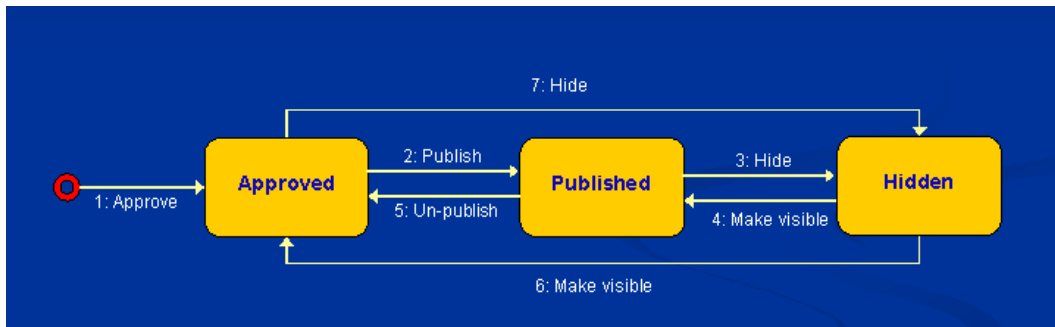 7: Hide
2: Publish
3: Hide
Approved
Published
Hidden
1: Approve
5: Un-publish
4: Make visible
6: Make visible